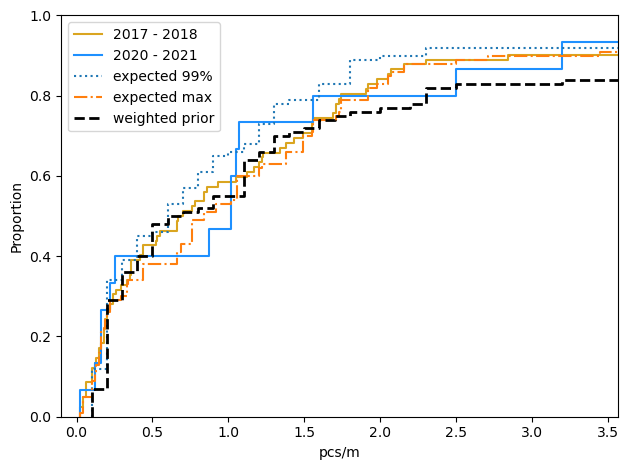 1.0
0.8
0.6
0.4
0.2
0.0
Proportion
2017 - 2018
2020 - 2021
expected 99%
expected max
weighted prior
0.0 0.5 1.0 1.5 2.0 2.5 3.0 3.5
pcs/m